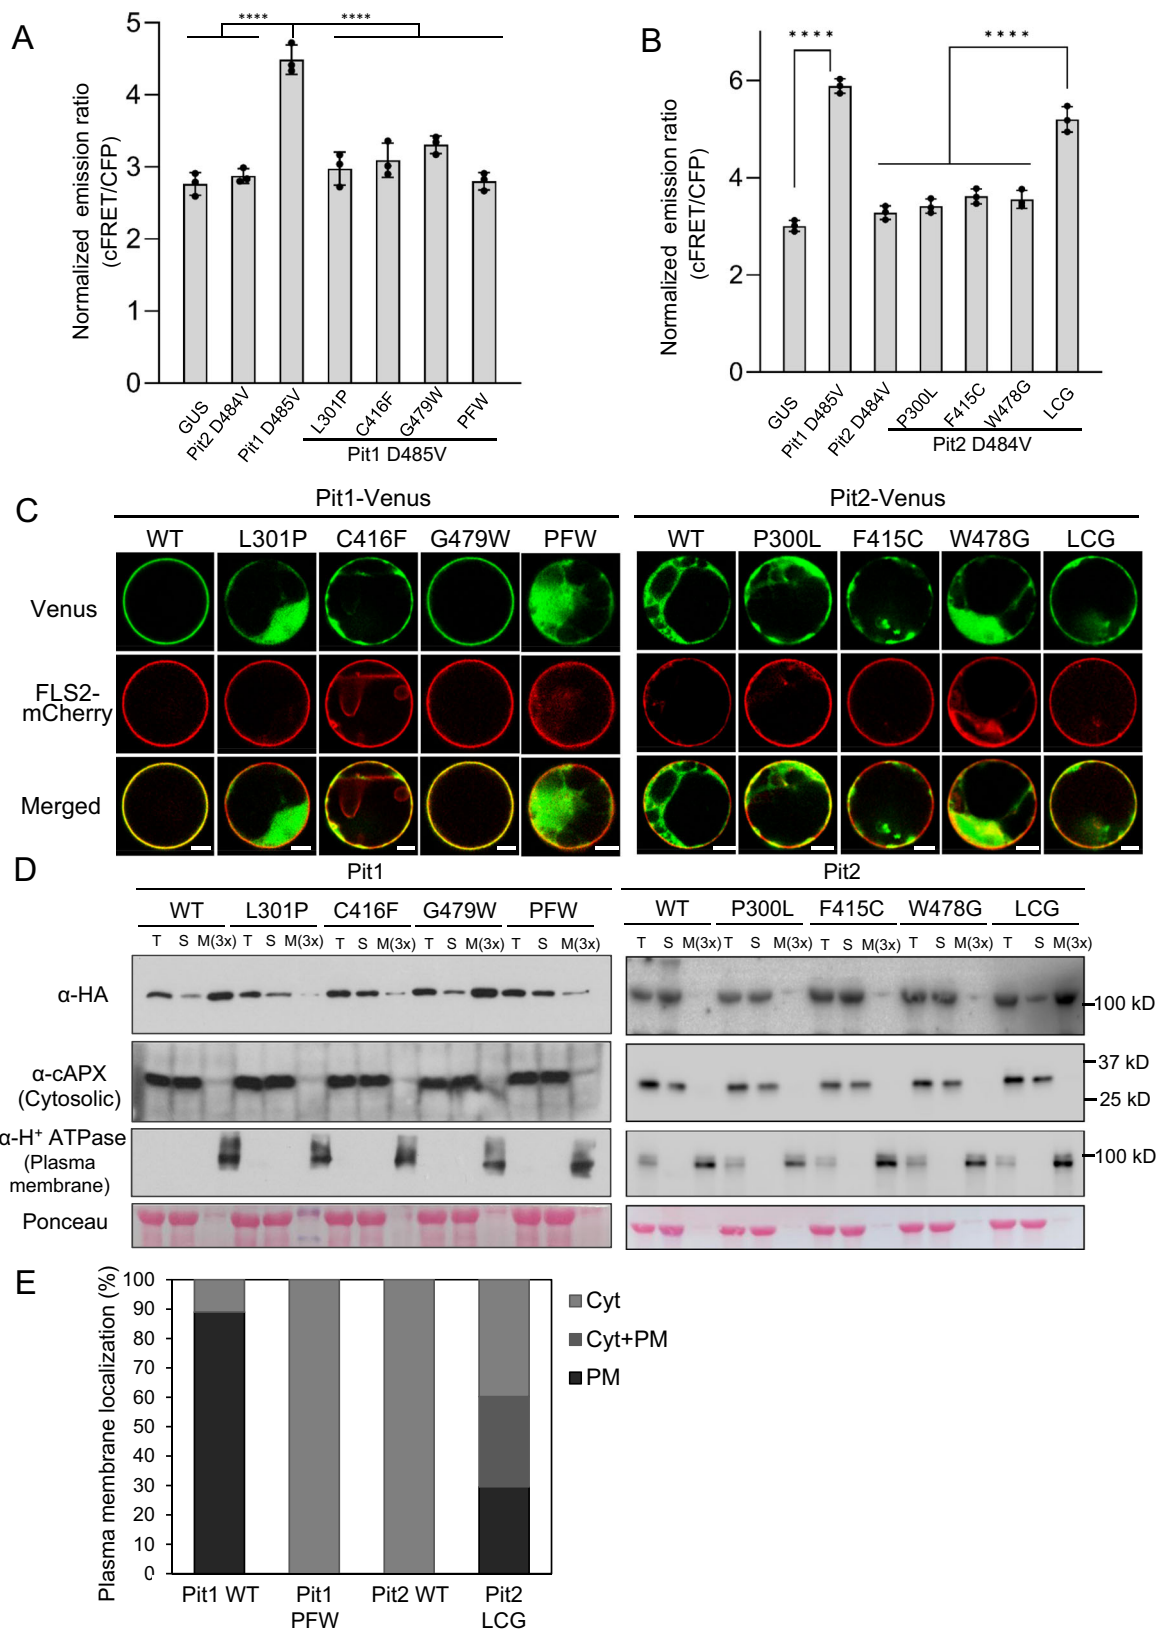 A
Normalized emission ratio
(cFRET/CFP)
5
4
3
2
1
0
**** ****
GUS
Pit2 D484V
Pit1 D485V
L301P
C416F
G479W
PFW
Pit1 D485V
B
Normalized emission ratio
(cFRET/CFP)
6
4
2
0
**** ****
GUS
Pit1 D485V
Pit2 D484V
P300L
F415C
W478G
LCG
Pit2 D484V
C
Pit1-Venus Pit2-Venus
WT L301P C416F G479W PFW WT P300L F415C W478G LCG
Venus
FLS2-
mCherry
Merged
D
Pit1 Pit2
WT L301P C416F G479W PFW WT P300L F415C W478G LCG
T S M(3x) T S M(3x) T S M(3x) T S M(3x) T S M(3x) T S M(3x) T S M(3x) T S M(3x) T S M(3x) T S M(3x)
α-HA
100 kD
α-cAPX
(Cytosolic)
37 kD
25 kD
α-H⁺ ATPase
(Plasma
membrane)
100 kD
Ponceau
E
Plasma membrane localization (%)
100
90
80
70
60
50
40
30
20
10
0
Pit1 WT
Pit1
PFW
Pit2 WT
Pit2
LCG
Cyt
Cyt+PM
PM